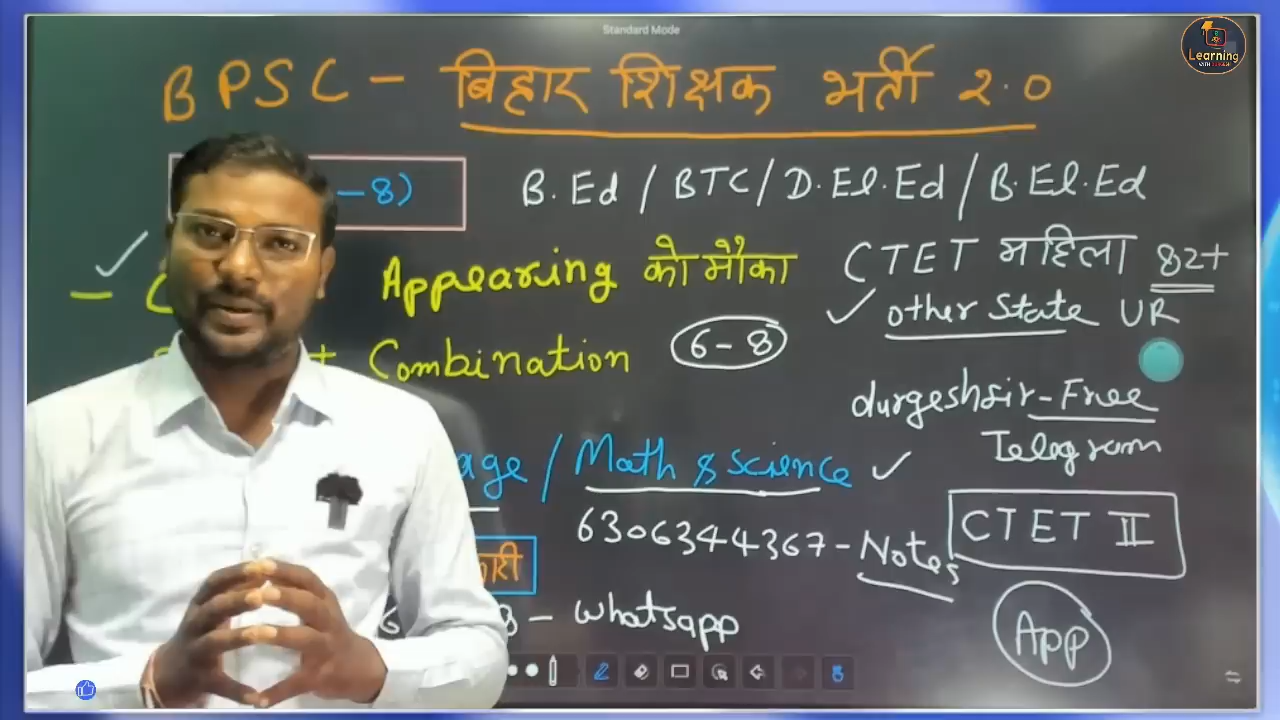 Standard Mode
Learning
BPSC - बिहार शिक्षक भर्ती 2.0
-8)
B.Ed / BTC / D.El.Ed / B.El.Ed
Appearing को मौका
CTET महिला 82+
other State UR
Combination
6-8
durgeshsir-Free
Telegram
age / Math & science
6306344367 - Notes
CTET II
8 - whatsapp
App